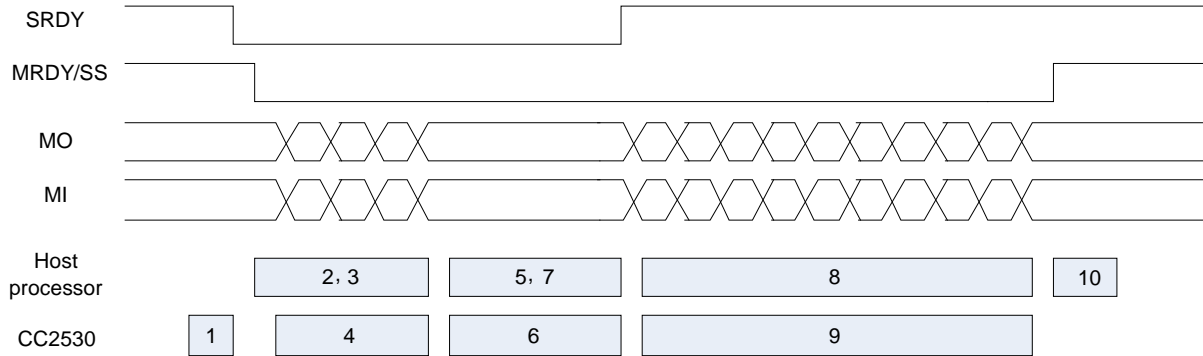 SRDY
MRDY/SS
MO
MI
Host
processor
2, 3
5, 7
8
10
CC2530
1
4
6
9